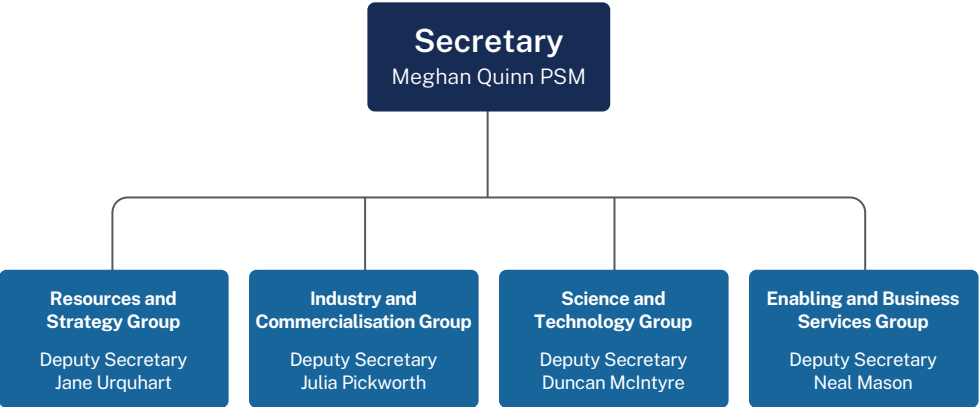 Secretary
Meghan Quinn PSM
Resources and
Strategy Group
Deputy Secretary
Jane Urquhart
Industry and
Commercialisation Group
Deputy Secretary
Julia Pickworth
Science and
Technology Group
Deputy Secretary
Duncan McIntyre
Enabling and Business
Services Group
Deputy Secretary
Neal Mason